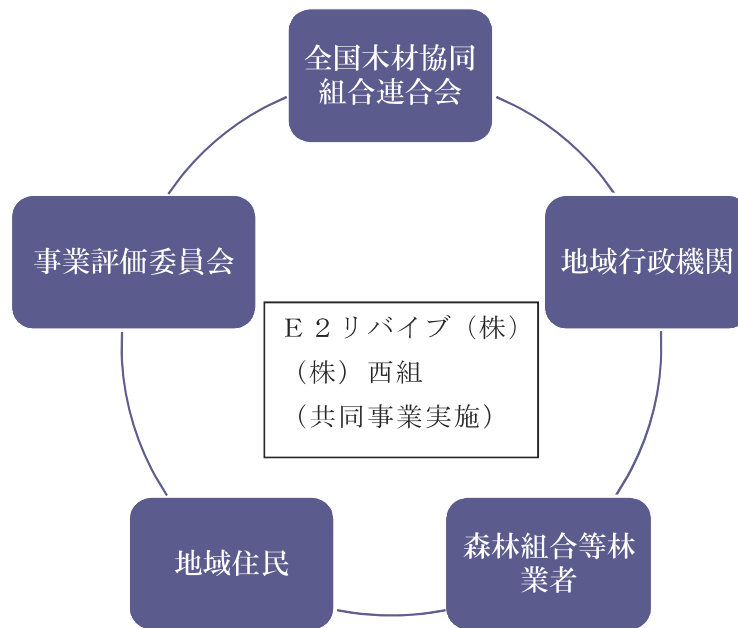 全国木材協同
組合連合会
事業評価委員会
地域行政機関
Ｅ２リバイブ（株）
（株）西組
（共同事業実施）
地域住民
森林組合等林
業者